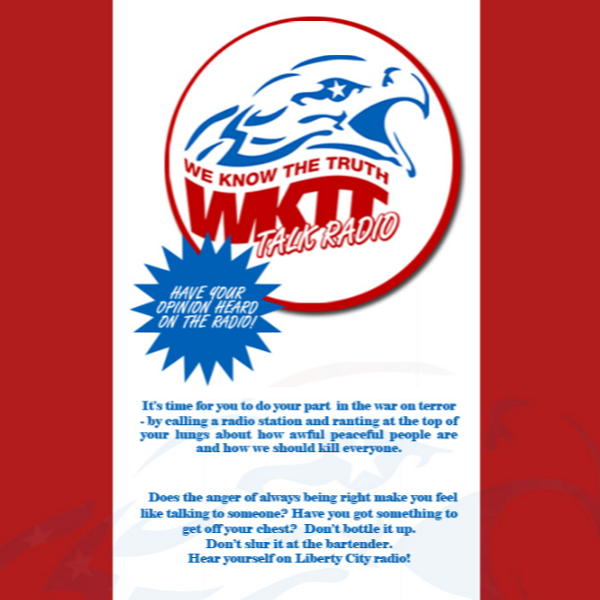 WE KNOW THE TRUTH
WKTT
TALK RADIO
HAVE YOUR
OPINION HEARD
ON THE RADIO!
It's time for you to do your part in the war on terror
- by calling a radio station and ranting at the top of
your lungs about how awful peaceful people are
and how we should kill everyone.
Does the anger of always being right make you feel
like talking to someone? Have you got something to
get off your chest? Don't bottle it up.
Don't slur it at the bartender.
Hear yourself on Liberty City radio!